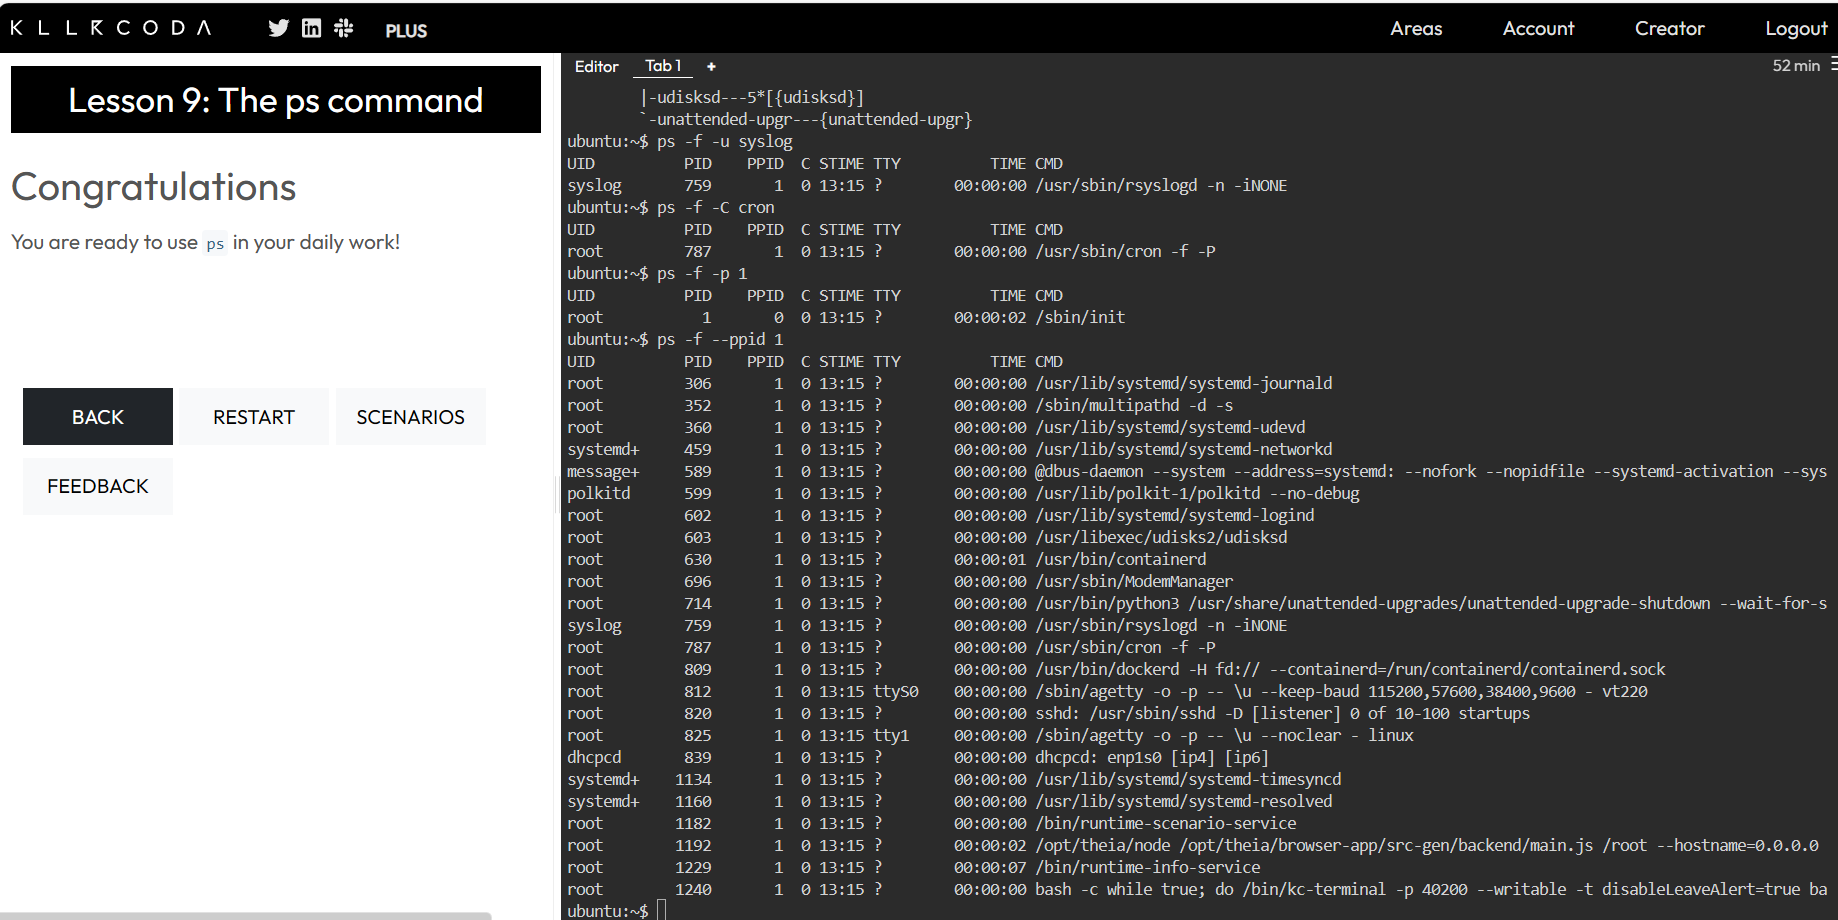 KLLRCODA PLUS Areas Account Creator Logout
Lesson 9: The ps command
Congratulations
You are ready to use ps in your daily work!
BACK RESTART SCENARIOS
FEEDBACK
Editor Tab 1 + 52 min
|-udisksd---5*[{udisksd}]
`-unattended-upgr---{unattended-upgr}
ubuntu:~$ ps -f -u syslog
UID PID PPID C STIME TTY TIME CMD
syslog 759 1 0 13:15 ? 00:00:00 /usr/sbin/rsyslogd -n -iNONE
ubuntu:~$ ps -f -C cron
UID PID PPID C STIME TTY TIME CMD
root 787 1 0 13:15 ? 00:00:00 /usr/sbin/cron -f -P
ubuntu:~$ ps -f -p 1
UID PID PPID C STIME TTY TIME CMD
root 1 0 0 13:15 ? 00:00:02 /sbin/init
ubuntu:~$ ps -f --ppid 1
UID PID PPID C STIME TTY TIME CMD
root 306 1 0 13:15 ? 00:00:00 /usr/lib/systemd/systemd-journald
root 352 1 0 13:15 ? 00:00:00 /sbin/multipathd -d -s
root 360 1 0 13:15 ? 00:00:00 /usr/lib/systemd/systemd-udevd
systemd+ 459 1 0 13:15 ? 00:00:00 /usr/lib/systemd/systemd-networkd
message+ 589 1 0 13:15 ? 00:00:00 @dbus-daemon --system --address=systemd: --nofork --nopidfile --systemd-activation --sys
polkitd 599 1 0 13:15 ? 00:00:00 /usr/lib/polkit-1/polkitd --no-debug
root 602 1 0 13:15 ? 00:00:00 /usr/lib/systemd/systemd-logind
root 603 1 0 13:15 ? 00:00:00 /usr/libexec/udisks2/udisksd
root 630 1 0 13:15 ? 00:00:01 /usr/bin/containerd
root 696 1 0 13:15 ? 00:00:00 /usr/sbin/ModemManager
root 714 1 0 13:15 ? 00:00:00 /usr/bin/python3 /usr/share/unattended-upgrades/unattended-upgrade-shutdown --wait-for-s
syslog 759 1 0 13:15 ? 00:00:00 /usr/sbin/rsyslogd -n -iNONE
root 787 1 0 13:15 ? 00:00:00 /usr/sbin/cron -f -P
root 809 1 0 13:15 ? 00:00:00 /usr/bin/dockerd -H fd:// --containerd=/run/containerd/containerd.sock
root 812 1 0 13:15 ttyS0 00:00:00 /sbin/agetty -o -p -- \u --keep-baud 115200,57600,38400,9600 - vt220
root 820 1 0 13:15 ? 00:00:00 sshd: /usr/sbin/sshd -D [listener] 0 of 10-100 startups
root 825 1 0 13:15 tty1 00:00:00 /sbin/agetty -o -p -- \u --noclear - linux
dhcpcd 839 1 0 13:15 ? 00:00:00 dhcpcd: enp1s0 [ip4] [ip6]
systemd+ 1134 1 0 13:15 ? 00:00:00 /usr/lib/systemd/systemd-timesyncd
systemd+ 1160 1 0 13:15 ? 00:00:00 /usr/lib/systemd/systemd-resolved
root 1182 1 0 13:15 ? 00:00:00 /bin/runtime-scenario-service
root 1192 1 0 13:15 ? 00:00:02 /opt/theia/node /opt/theia/browser-app/src-gen/backend/main.js /root --hostname=0.0.0.0
root 1229 1 0 13:15 ? 00:00:07 /bin/runtime-info-service
root 1240 1 0 13:15 ? 00:00:00 bash -c while true; do /bin/kc-terminal -p 40200 --writable -t disableLeaveAlert=true ba
ubuntu:~$